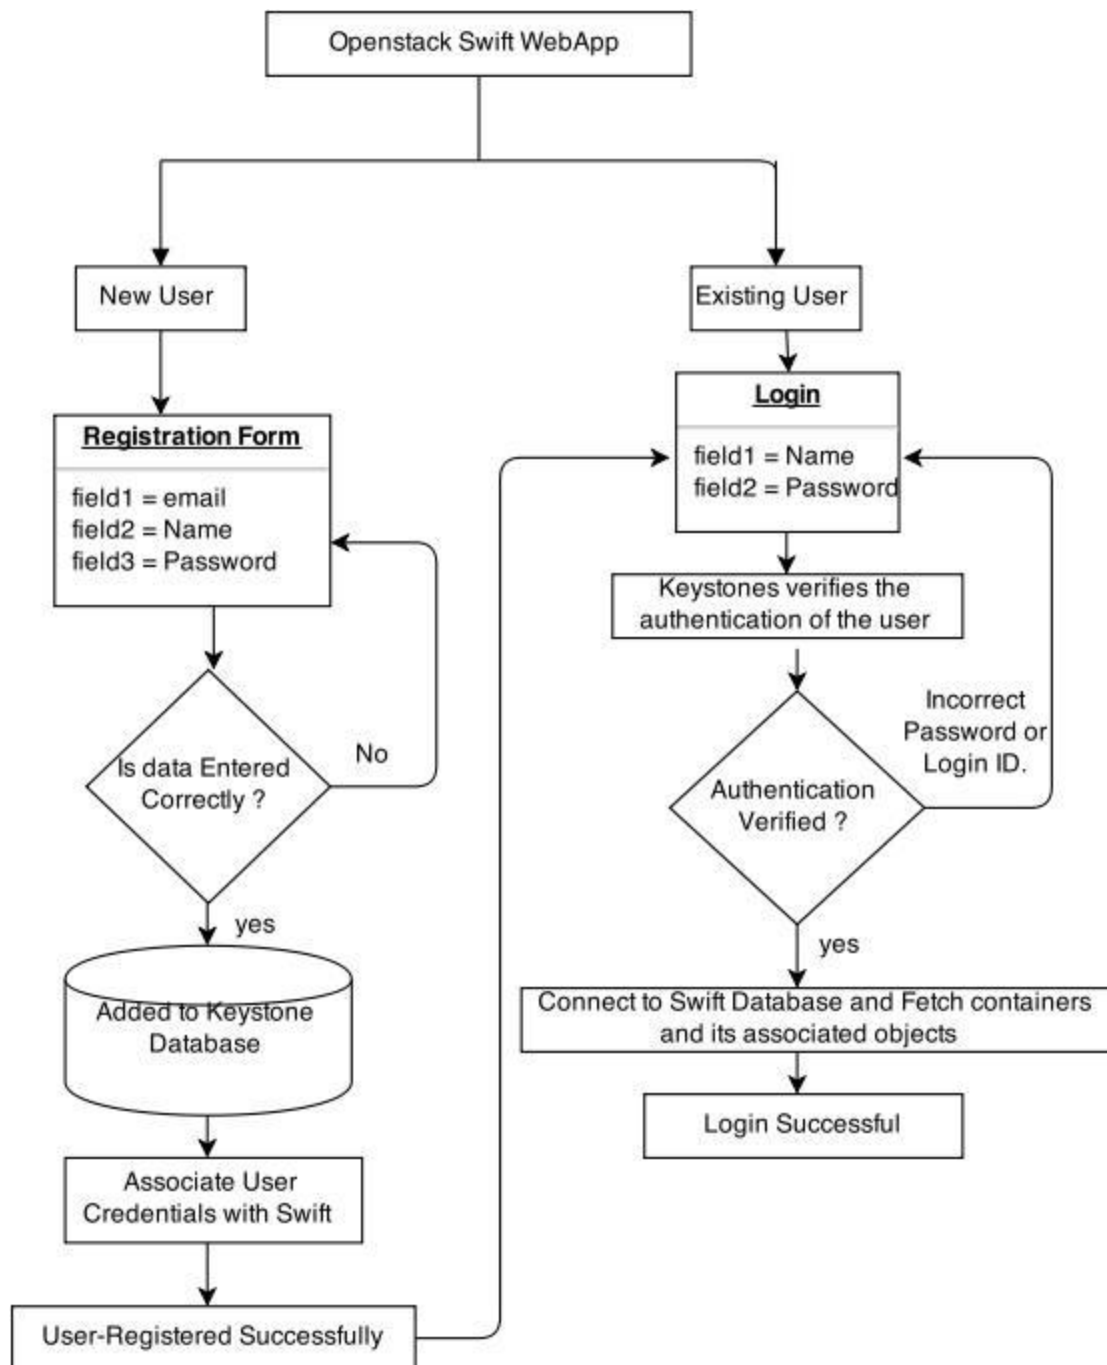 Openstack Swift WebApp
New User
Existing User
Registration Form
field1 = email
field2 = Name
field3 = Password
Is data Entered
Correctly ?
No
yes
Added to Keystone
Database
Associate User
Credentials with Swift
User-Registered Successfully
Login
field1 = Name
field2 = Password
Keystones verifies the
authentication of the user
Authentication
Verified ?
Incorrect
Password or
Login ID.
yes
Connect to Swift Database and Fetch containers
and its associated objects
Login Successful